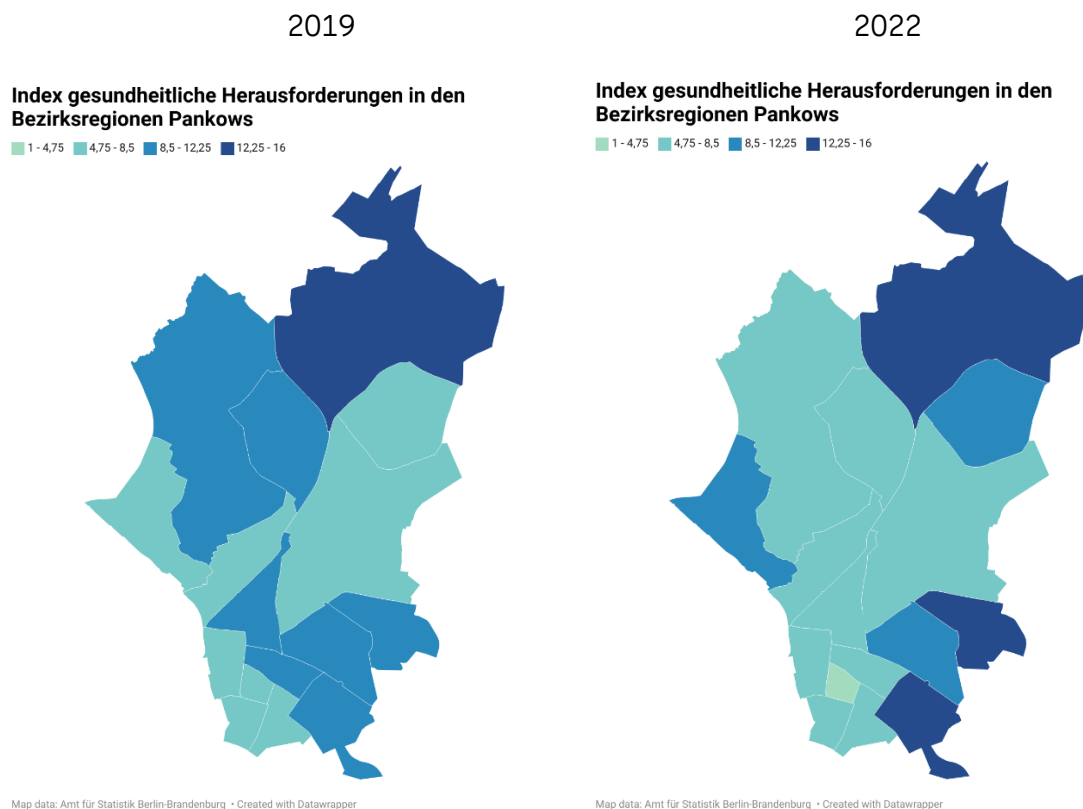 2019
Index gesundheitliche Herausforderungen in den
Bezirksregionen Pankows
1 - 4,75 4,75 - 8,5 8,5 - 12,25 12,25 - 16
Map data: Amt für Statistik Berlin-Brandenburg • Created with Datawrapper
2022
Index gesundheitliche Herausforderungen in den
Bezirksregionen Pankows
1 - 4,75 4,75 - 8,5 8,5 - 12,25 12,25 - 16
Map data: Amt für Statistik Berlin-Brandenburg • Created with Datawrapper